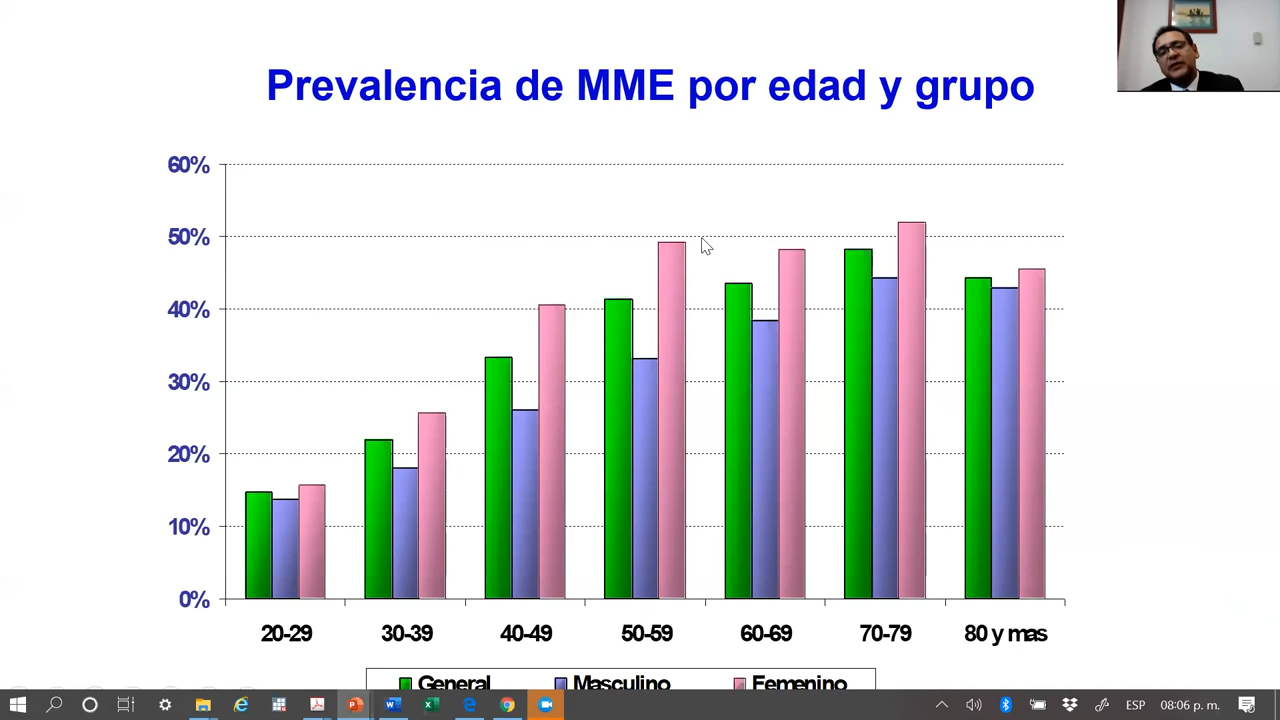 Prevalencia de MME por edad y grupo
60%
50%
40%
30%
20%
10%
0%
20-29 30-39 40-49 50-59 60-69 70-79 80 y mas
General Masculino Femenino
ESP 08:06 p. m.